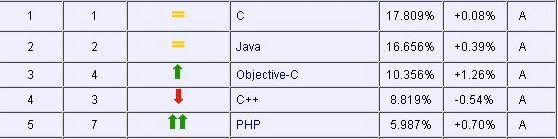 1 1 = C 17.809% +0.08% A
2 2 = Java 16.656% +0.39% A
3 4 Objective-C 10.356% +1.26% A
4 3 C++ 8.819% -0.54% A
5 7 PHP 5.987% +0.70% A